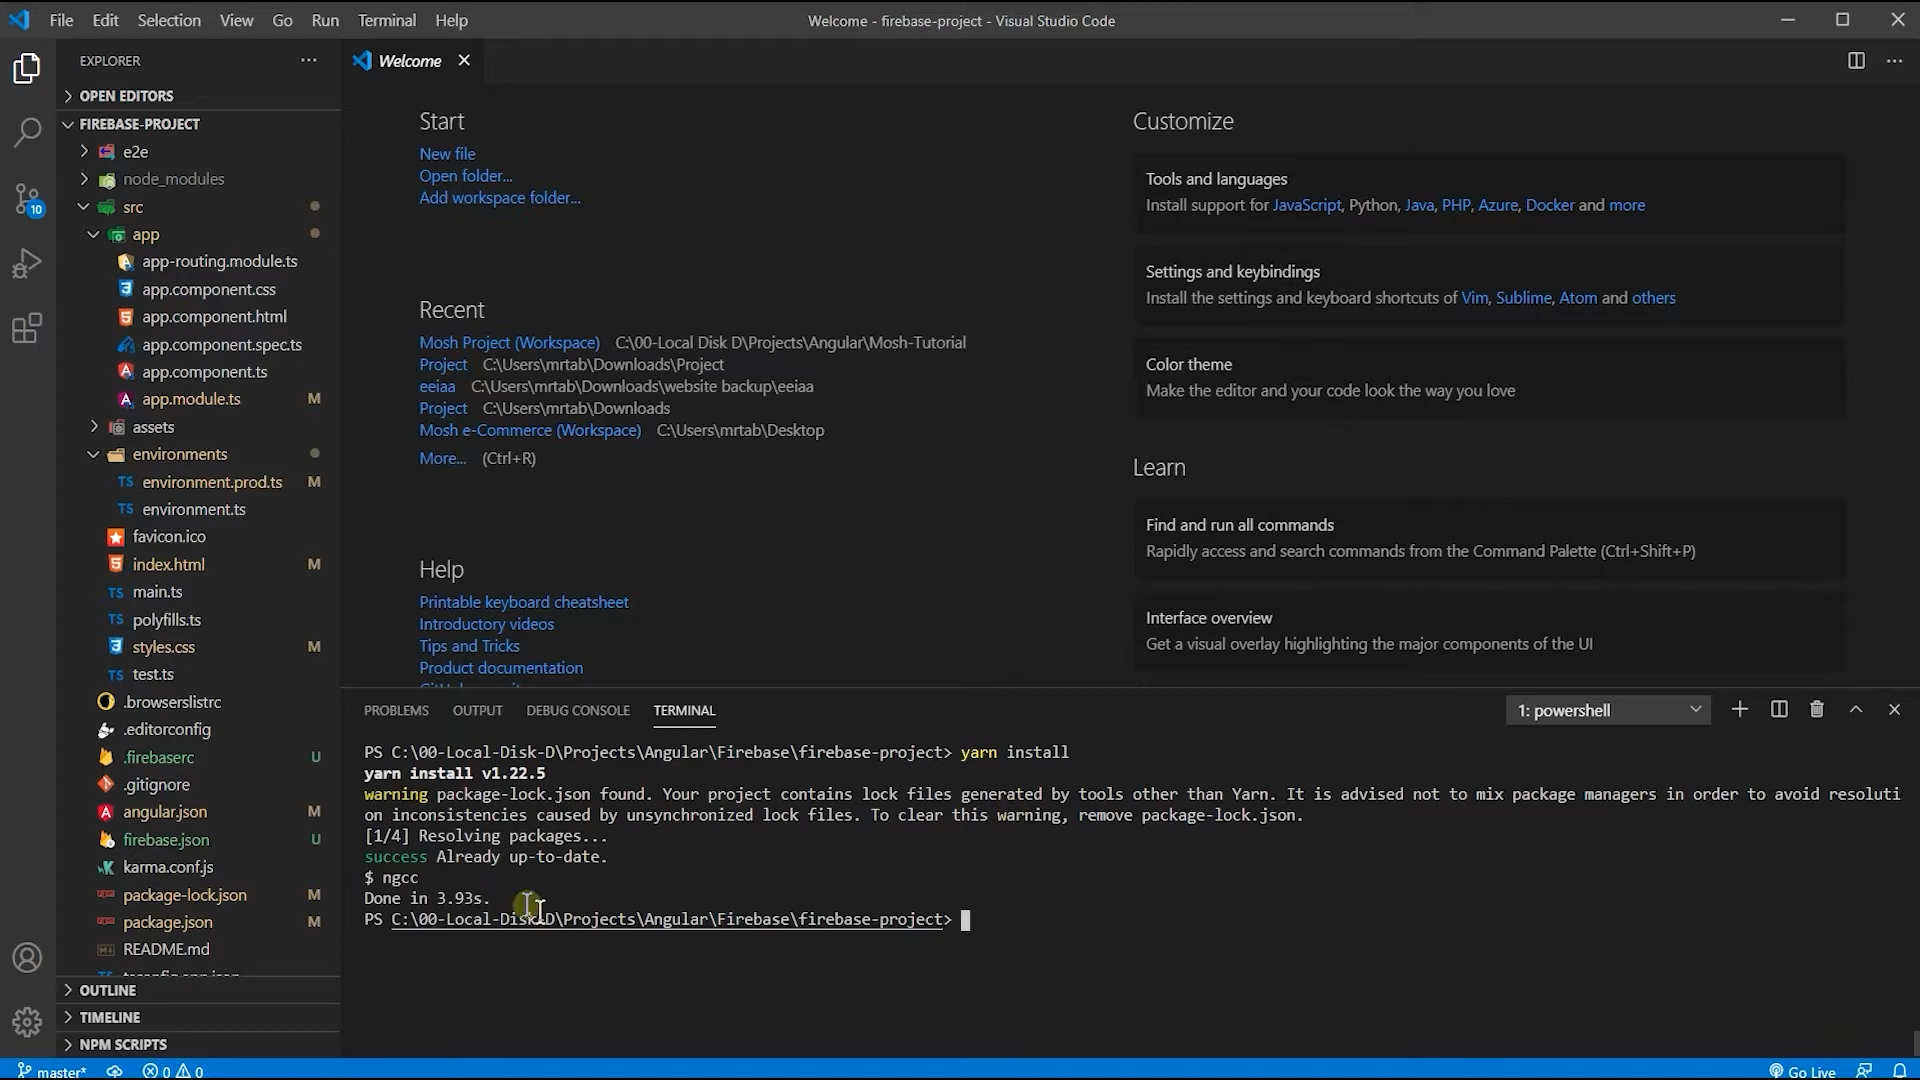 File Edit Selection View Go Run Terminal Help
Welcome - firebase-project - Visual Studio Code
EXPLORER
OPEN EDITORS
FIREBASE-PROJECT
e2e
node_modules
src
app
app-routing.module.ts
app.component.css
app.component.html
app.component.spec.ts
app.component.ts
app.module.ts M
assets
environments
TS environment.prod.ts M
TS environment.ts
favicon.ico
index.html M
TS main.ts
TS polyfills.ts
styles.css M
TS test.ts
.browserslistrc
.editorconfig
.firebaserc U
.gitignore
angular.json M
firebase.json U
karma.conf.js
package-lock.json M
package.json M
README.md
OUTLINE
TIMELINE
NPM SCRIPTS
10
Welcome
Start
New file
Open folder...
Add workspace folder...
Recent
Mosh Project (Workspace) C:\00-Local Disk D\Projects\Angular\Mosh-Tutorial
Project C:\Users\mrtab\Downloads\Project
eeiaa C:\Users\mrtab\Downloads\website backup\eeiaa
Project C:\Users\mrtab\Downloads
Mosh e-Commerce (Workspace) C:\Users\mrtab\Desktop
More... (Ctrl+R)
Help
Printable keyboard cheatsheet
Introductory videos
Tips and Tricks
Product documentation
Customize
Tools and languages
Install support for JavaScript, Python, Java, PHP, Azure, Docker and more
Settings and keybindings
Install the settings and keyboard shortcuts of Vim, Sublime, Atom and others
Color theme
Make the editor and your code look the way you love
Learn
Find and run all commands
Rapidly access and search commands from the Command Palette (Ctrl+Shift+P)
Interface overview
Get a visual overlay highlighting the major components of the UI
PROBLEMS OUTPUT DEBUG CONSOLE TERMINAL
1: powershell
PS C:\00-Local-Disk-D\Projects\Angular\Firebase\firebase-project> yarn install
yarn install v1.22.5
warning package-lock.json found. Your project contains lock files generated by tools other than Yarn. It is advised not to mix package managers in order to avoid resoluti
on inconsistencies caused by unsynchronized lock files. To clear this warning, remove package-lock.json.
[1/4] Resolving packages...
success Already up-to-date.
$ ngcc
Done in 3.93s.
PS C:\00-Local-Disk-D\Projects\Angular\Firebase\firebase-project>
master* 0 0
Go Live